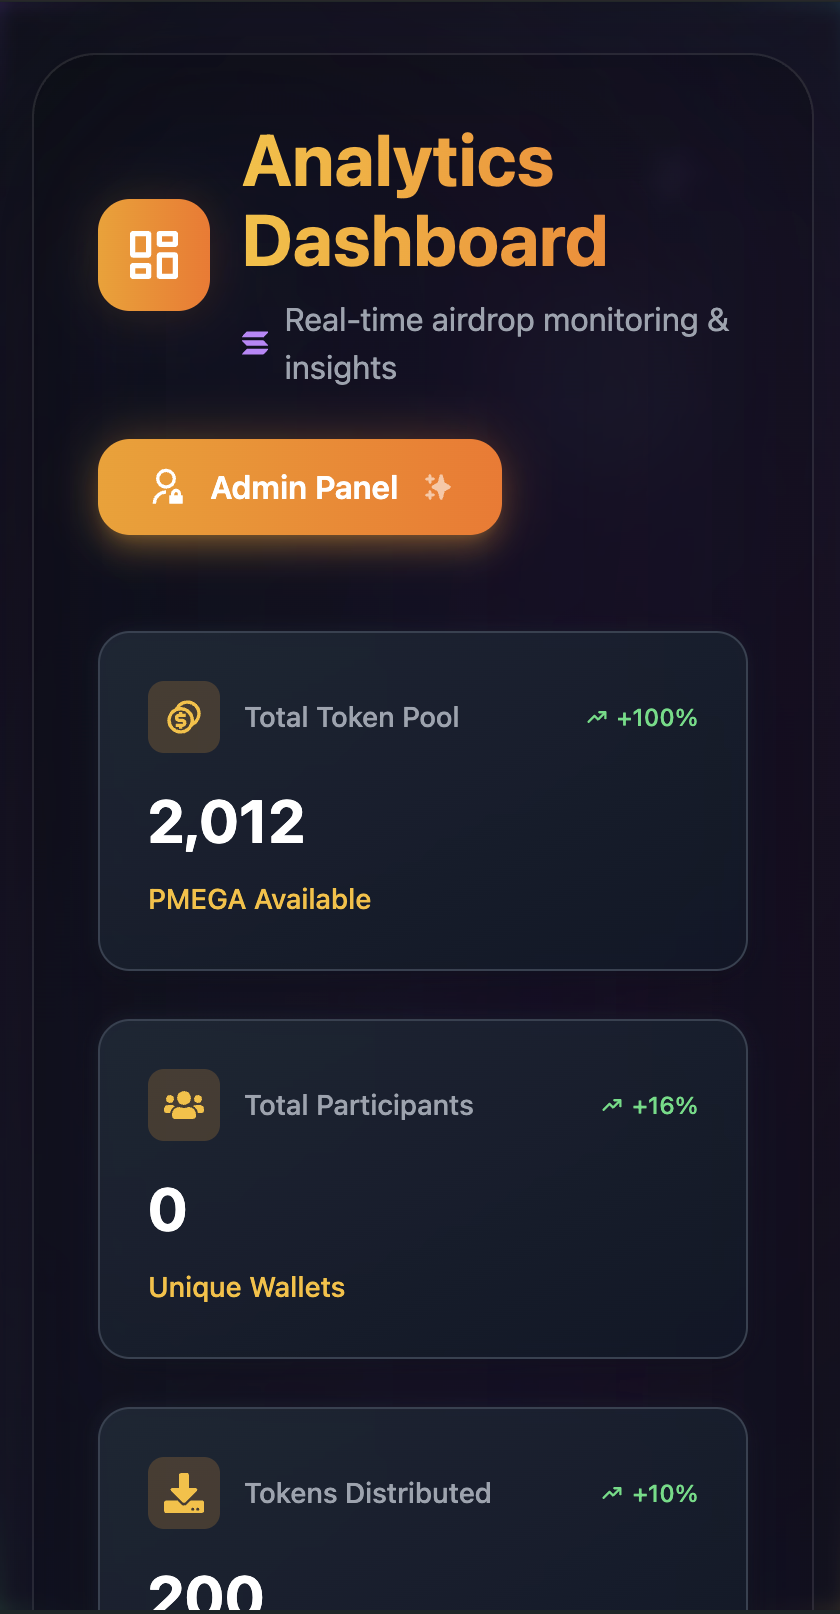 Analytics
Dashboard
Real-time airdrop monitoring &
insights
Admin Panel
Total Token Pool
+100%
2,012
PMEGA Available
Total Participants
+16%
0
Unique Wallets
Tokens Distributed
+10%
200